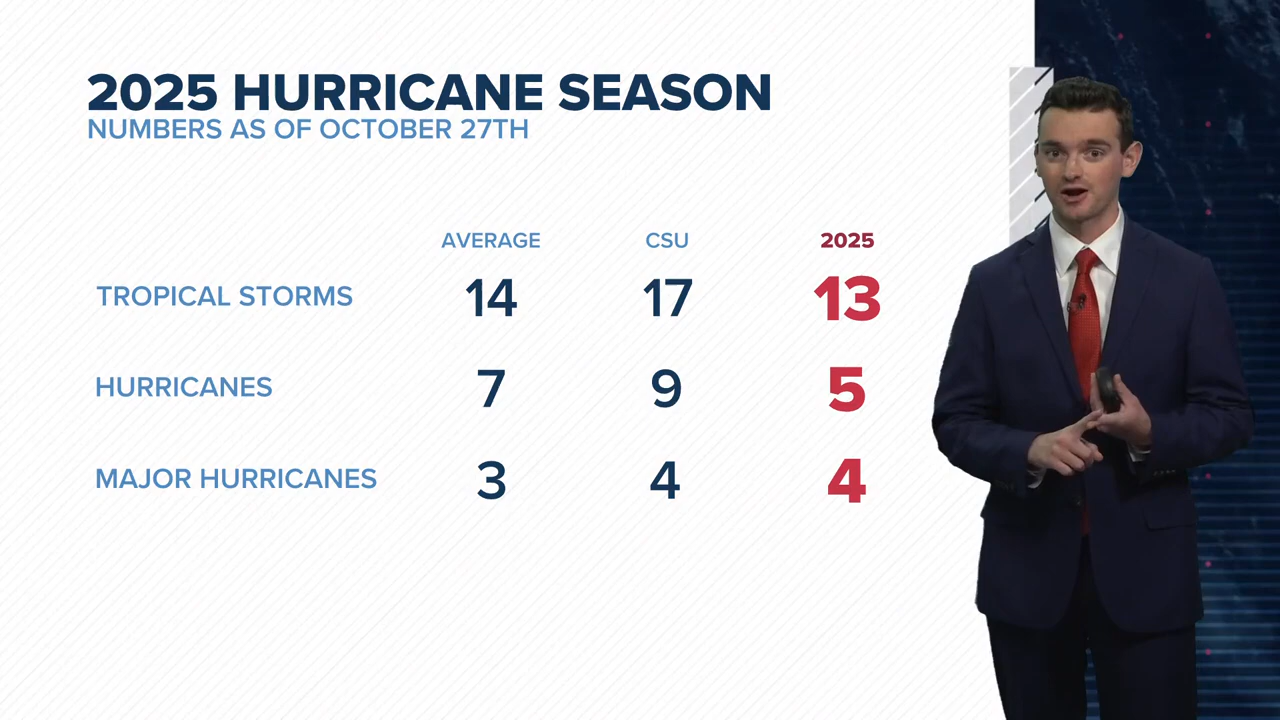 2025 HURRICANE SEASON
NUMBERS AS OF OCTOBER 27TH
AVERAGE CSU 2025
TROPICAL STORMS 14 17 13
HURRICANES 7 9 5
MAJOR HURRICANES 3 4 4